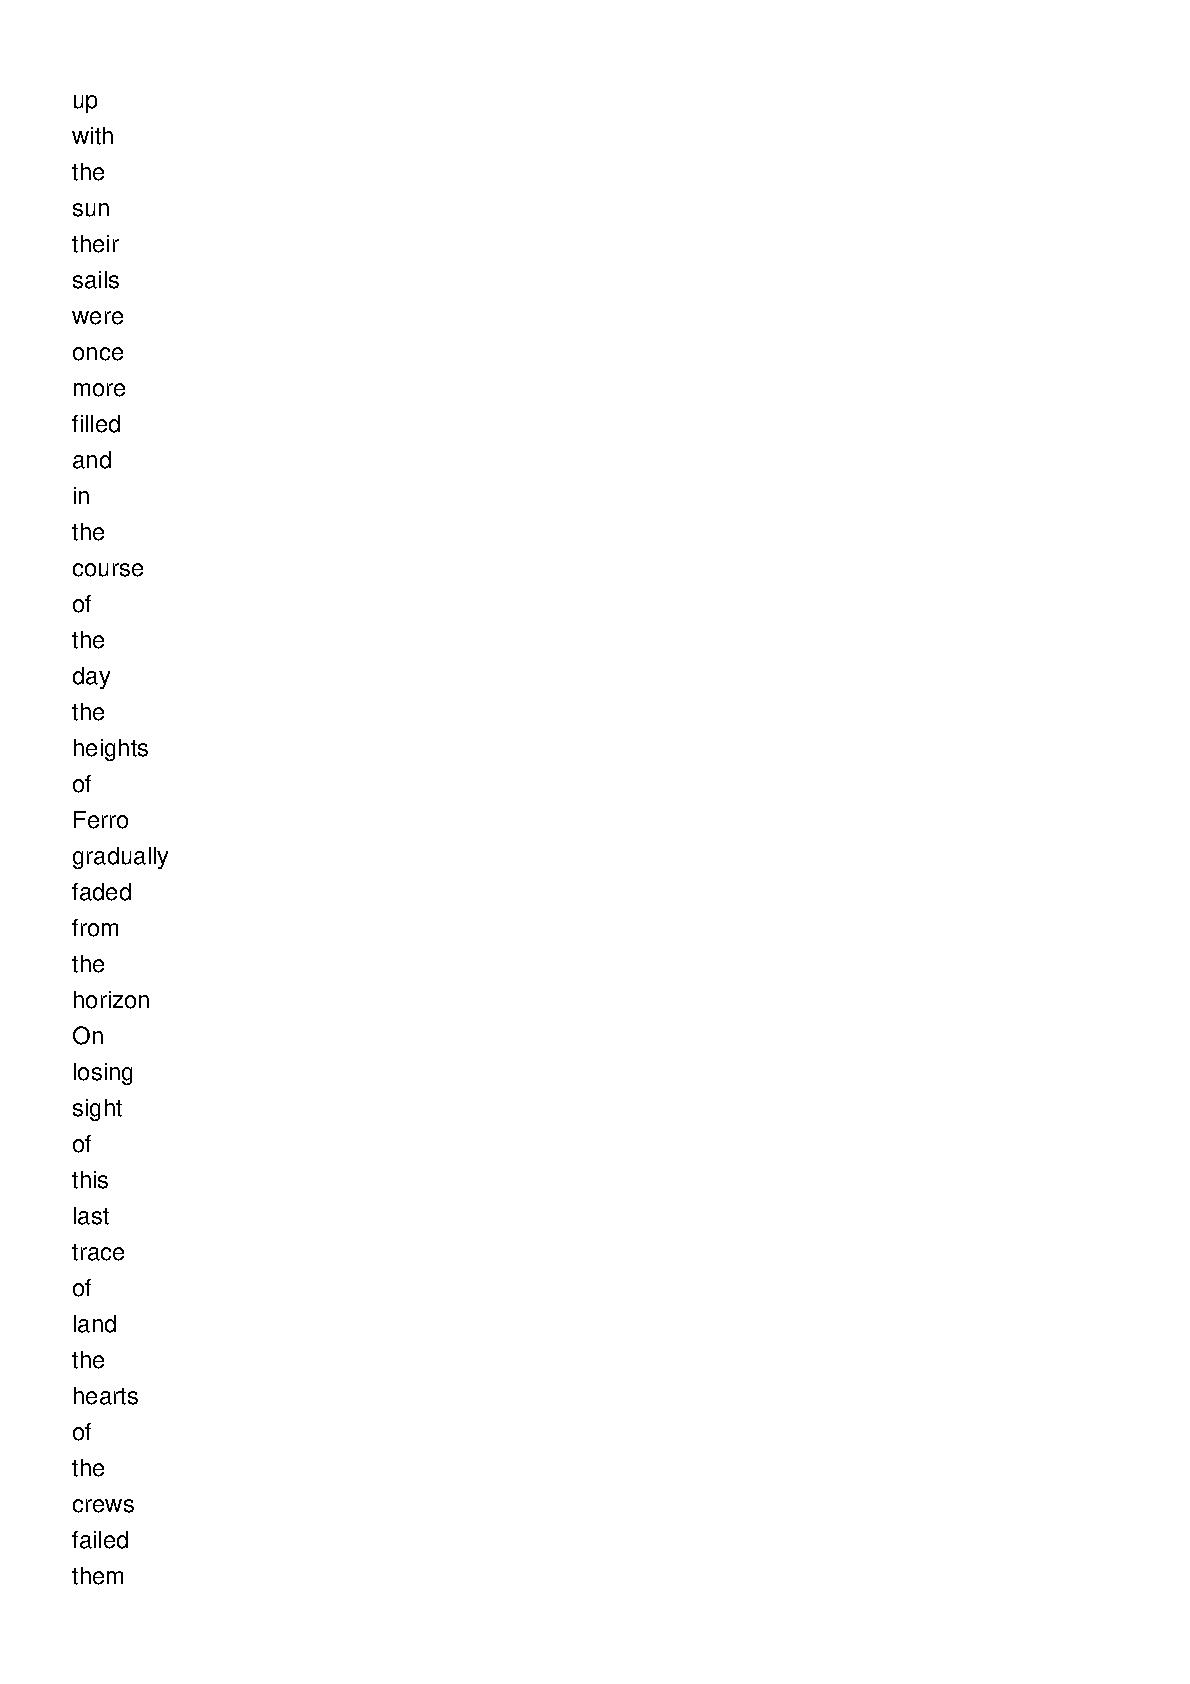 up
with
the
sun
their
sails
were
once
more
filled
and
in
the
course
of
the
day
the
heights
of
Ferro
gradually
faded
from
the
horizon
On
losing
sight
of
this
last
trace
of
land
the
hearts
of
the
crews
failed
them